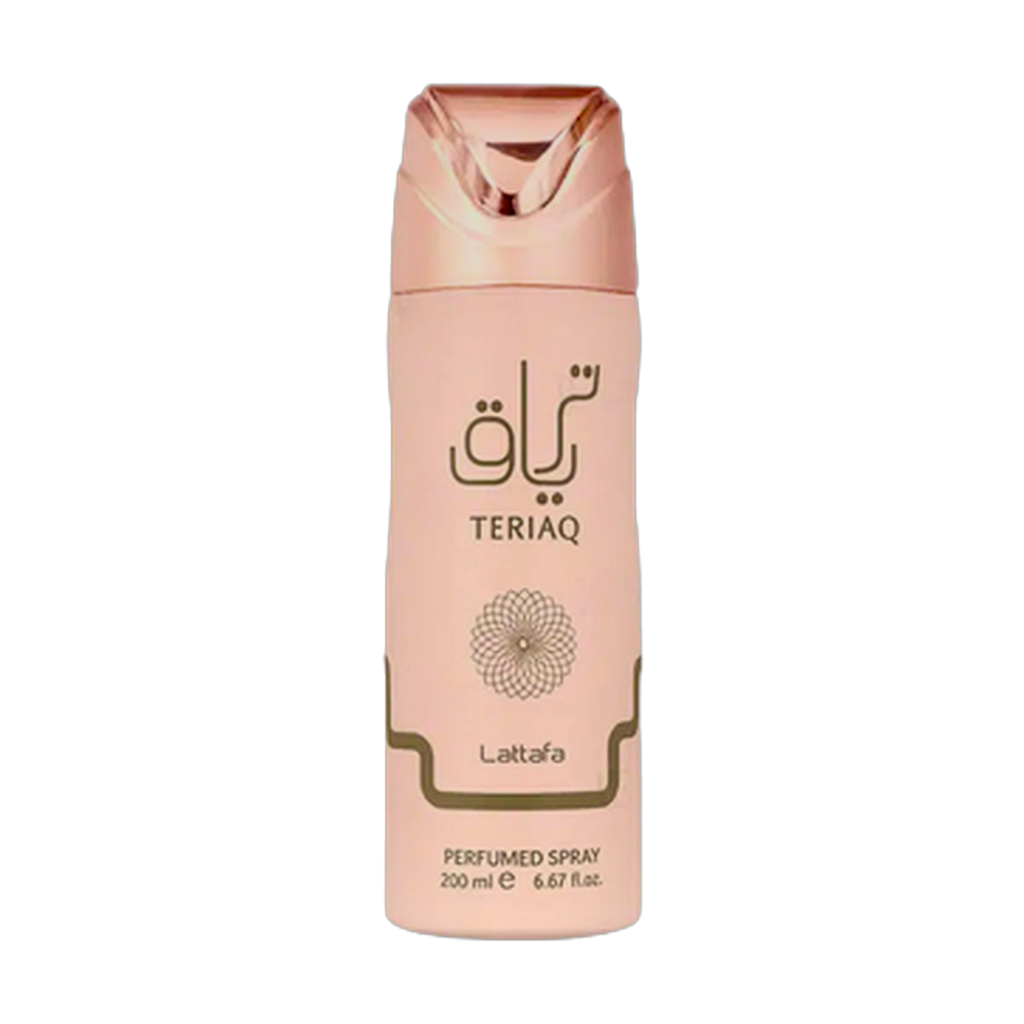 ترياق
TERIAQ
Lattafa
PERFUMED SPRAY
200 ml e 6.67 fl.oz.